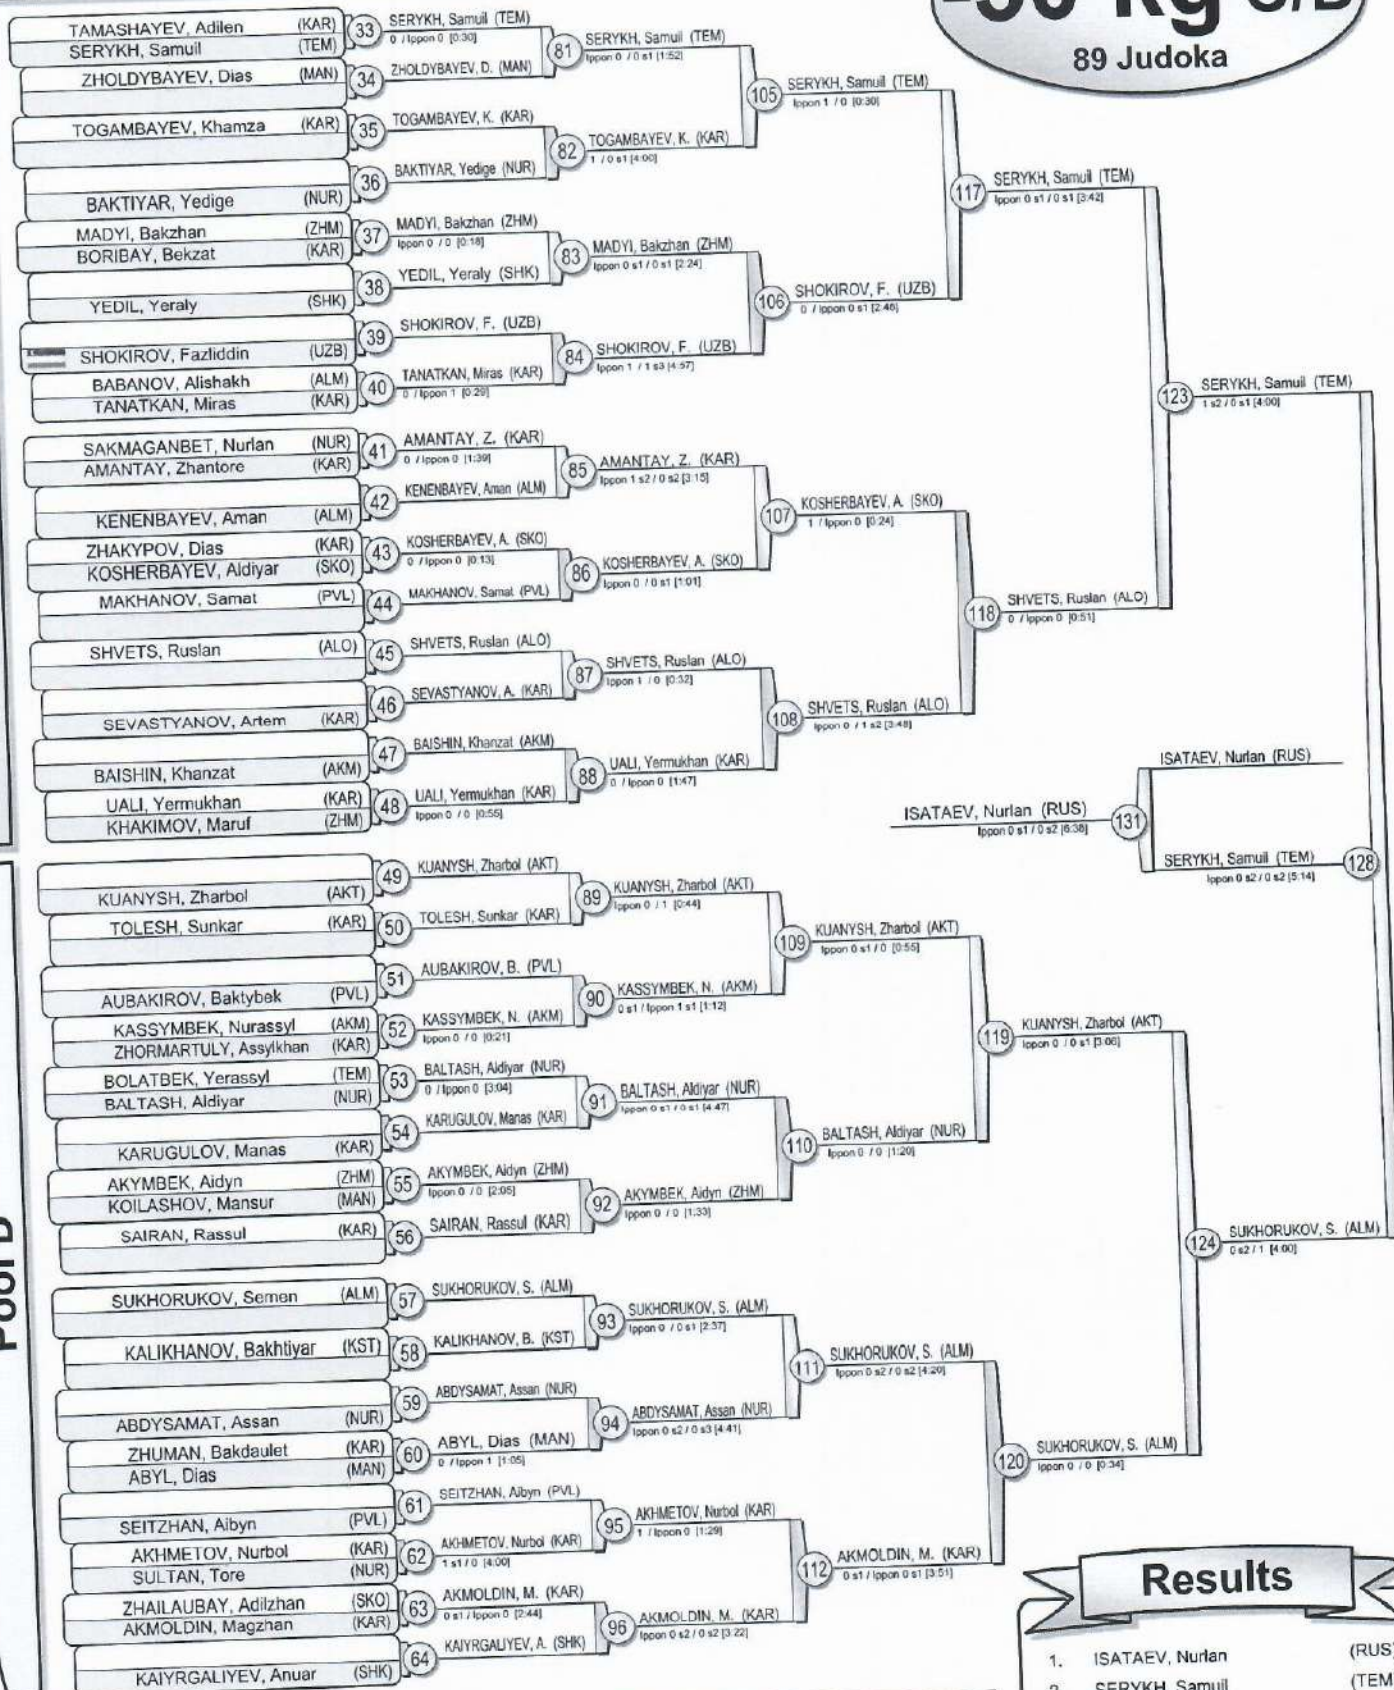 -50 kg C/B
89 Judoka
TAMASHAYEV, Adilen (KAR)
SERYKH, Samuil (TEM)
33
ZHOLDYBAYEV, Dias (MAN)
34
TOGAMBAYEV, Khamza (KAR)
35
BAKTIYAR, Yedige (NUR)
36
MADYI, Bakzhan (ZHM)
BORIBAY, Bekzat (KAR)
37
YEDIL, Yeraly (SHK)
38
SHOKIROV, Fazliddin (UZB)
39
BABANOV, Alishakh (ALM)
TANATKAN, Miras (KAR)
40
SAKMAGANBET, Nurlan (NUR)
AMANTAY, Zhantore (KAR)
41
KENENBAYEV, Aman (ALM)
42
ZHAKYPOV, Dias (KAR)
KOSHERBAYEV, Aldiyar (SKO)
43
MAKHANOV, Samat (PVL)
44
SHVETS, Ruslan (ALO)
45
SEVASTYANOV, Artem (KAR)
46
BAISHIN, Khanzat (AKM)
47
UALI, Yermukhan (KAR)
KHAKIMOV, Maruf (ZHM)
48
KUANYSH, Zharbol (AKT)
49
TOLESH, Sunkar (KAR)
50
AUBAKIROV, Baktybek (PVL)
51
KASSYMBEK, Nurassyl (AKM)
ZHORMARTULY, Assylkhan (KAR)
52
BOLATBEK, Yerassyl (TEM)
BALTASH, Aldiyar (NUR)
53
KARUGULOV, Manas (KAR)
54
AKYMBEK, Aidyn (ZHM)
KOILASHOV, Mansur (MAN)
55
SAIRAN, Rassul (KAR)
56
SUKHORUKOV, Semen (ALM)
57
KALIKHANOV, Bakhtiyar (KST)
58
ABDYSAMAT, Assan (NUR)
59
ZHUMAN, Bakdaulet (KAR)
ABYL, Dias (MAN)
60
SEITZHAN, Aibyn (PVL)
61
AKHMETOV, Nurbol (KAR)
SULTAN, Tore (NUR)
62
ZHAILAUBAY, Adilzhan (SKO)
AKMOLDIN, Magzhan (KAR)
63
KAIYRGALIYEV, Anuar (SHK)
64
SERYKH, Samuil (TEM)
0 / Ippon 0 [0:30]
ZHOLDYBAYEV, D. (MAN)
81
TOGAMBAYEV, K. (KAR)
BAKTIYAR, Yedige (NUR)
82
MADYI, Bakzhan (ZHM)
Ippon 0 / 0 [0:18]
YEDIL, Yeraly (SHK)
83
SHOKIROV, F. (UZB)
TANATKAN, Miras (KAR)
0 / Ippon 1 [0:29]
84
AMANTAY, Z. (KAR)
0 / Ippon 0 [1:39]
KENENBAYEV, Aman (ALM)
85
KOSHERBAYEV, A. (SKO)
0 / Ippon 0 [0:13]
MAKHANOV, Samat (PVL)
86
SHVETS, Ruslan (ALO)
SEVASTYANOV, A. (KAR)
87
BAISHIN, Khanzat (AKM)
UALI, Yermukhan (KAR)
Ippon 0 / 0 [0:55]
88
KUANYSH, Zharbol (AKT)
TOLESH, Sunkar (KAR)
89
AUBAKIROV, B. (PVL)
KASSYMBEK, N. (AKM)
Ippon 0 / 0 [0:21]
90
BALTASH, Aldiyar (NUR)
0 / Ippon 0 [3:04]
KARUGULOV, Manas (KAR)
91
AKYMBEK, Aidyn (ZHM)
Ippon 0 / 0 [2:05]
SAIRAN, Rassul (KAR)
92
SUKHORUKOV, S. (ALM)
KALIKHANOV, B. (KST)
93
ABDYSAMAT, Assan (NUR)
ABYL, Dias (MAN)
0 / Ippon 1 [1:05]
94
SEITZHAN, Aibyn (PVL)
AKHMETOV, Nurbol (KAR)
1 s1 / 0 [4:00]
95
AKMOLDIN, M. (KAR)
0 s1 / Ippon 0 [2:44]
KAIYRGALIYEV, A. (SHK)
96
SERYKH, Samuil (TEM)
Ippon 0 / 0 s1 [1:52]
TOGAMBAYEV, K. (KAR)
1 / 0 s1 [4:00]
105
MADYI, Bakzhan (ZHM)
Ippon 0 s1 / 0 s1 [2:24]
SHOKIROV, F. (UZB)
Ippon 1 / 1 s3 [4:57]
106
AMANTAY, Z. (KAR)
Ippon 1 s2 / 0 s2 [3:15]
KOSHERBAYEV, A. (SKO)
Ippon 0 / 0 s1 [1:01]
107
SHVETS, Ruslan (ALO)
Ippon 1 / 0 [0:32]
UALI, Yermukhan (KAR)
0 / Ippon 0 [1:47]
108
KUANYSH, Zharbol (AKT)
Ippon 0 / 1 [0:44]
KASSYMBEK, N. (AKM)
0 s1 / Ippon 1 s1 [1:12]
109
BALTASH, Aldiyar (NUR)
Ippon 0 s1 / 0 s1 [4:47]
AKYMBEK, Aidyn (ZHM)
Ippon 0 / 0 [1:33]
110
SUKHORUKOV, S. (ALM)
Ippon 0 / 0 s1 [2:37]
ABDYSAMAT, Assan (NUR)
Ippon 0 s2 / 0 s3 [4:41]
111
AKHMETOV, Nurbol (KAR)
1 / Ippon 0 [1:29]
AKMOLDIN, M. (KAR)
Ippon 0 s2 / 0 s2 [3:22]
112
SERYKH, Samuil (TEM)
Ippon 1 / 0 [0:30]
SHOKIROV, F. (UZB)
0 / Ippon 0 s1 [2:46]
117
KOSHERBAYEV, A. (SKO)
1 / Ippon 0 [0:24]
SHVETS, Ruslan (ALO)
Ippon 0 / 1 s2 [3:48]
118
KUANYSH, Zharbol (AKT)
Ippon 0 s1 / 0 [0:55]
BALTASH, Aldiyar (NUR)
Ippon 0 / 0 [1:20]
119
SUKHORUKOV, S. (ALM)
Ippon 0 s2 / 0 s2 [4:20]
AKMOLDIN, M. (KAR)
0 s1 / Ippon 0 s1 [3:51]
120
SERYKH, Samuil (TEM)
Ippon 0 s1 / 0 s1 [3:42]
SHVETS, Ruslan (ALO)
0 / Ippon 0 [0:51]
123
KUANYSH, Zharbol (AKT)
Ippon 0 / 0 s1 [3:06]
SUKHORUKOV, S. (ALM)
Ippon 0 / 0 [0:34]
124
SERYKH, Samuil (TEM)
1 s2 / 0 s1 [4:00]
SUKHORUKOV, S. (ALM)
0 s2 / 1 [4:00]
128
ISATAEV, Nurlan (RUS)
SERYKH, Samuil (TEM)
Ippon 0 s2 / 0 s2 [5:14]
131
ISATAEV, Nurlan (RUS)
Ippon 0 s1 / 0 s2 [6:38]
Results
1. ISATAEV, Nurlan (RUS)
2. SERYKH, Samuil (TEM